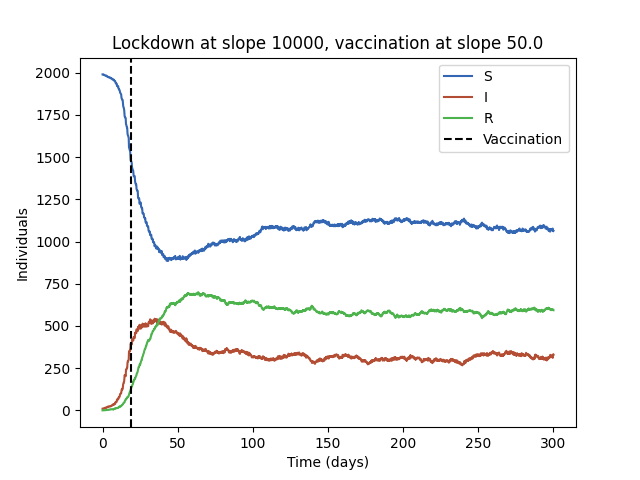 Lockdown at slope 10000, vaccination at slope 50.0
2000
1750
1500
1250
1000
750
500
250
0
Individuals
S
I
R
Vaccination
0 50 100 150 200 250 300
Time (days)